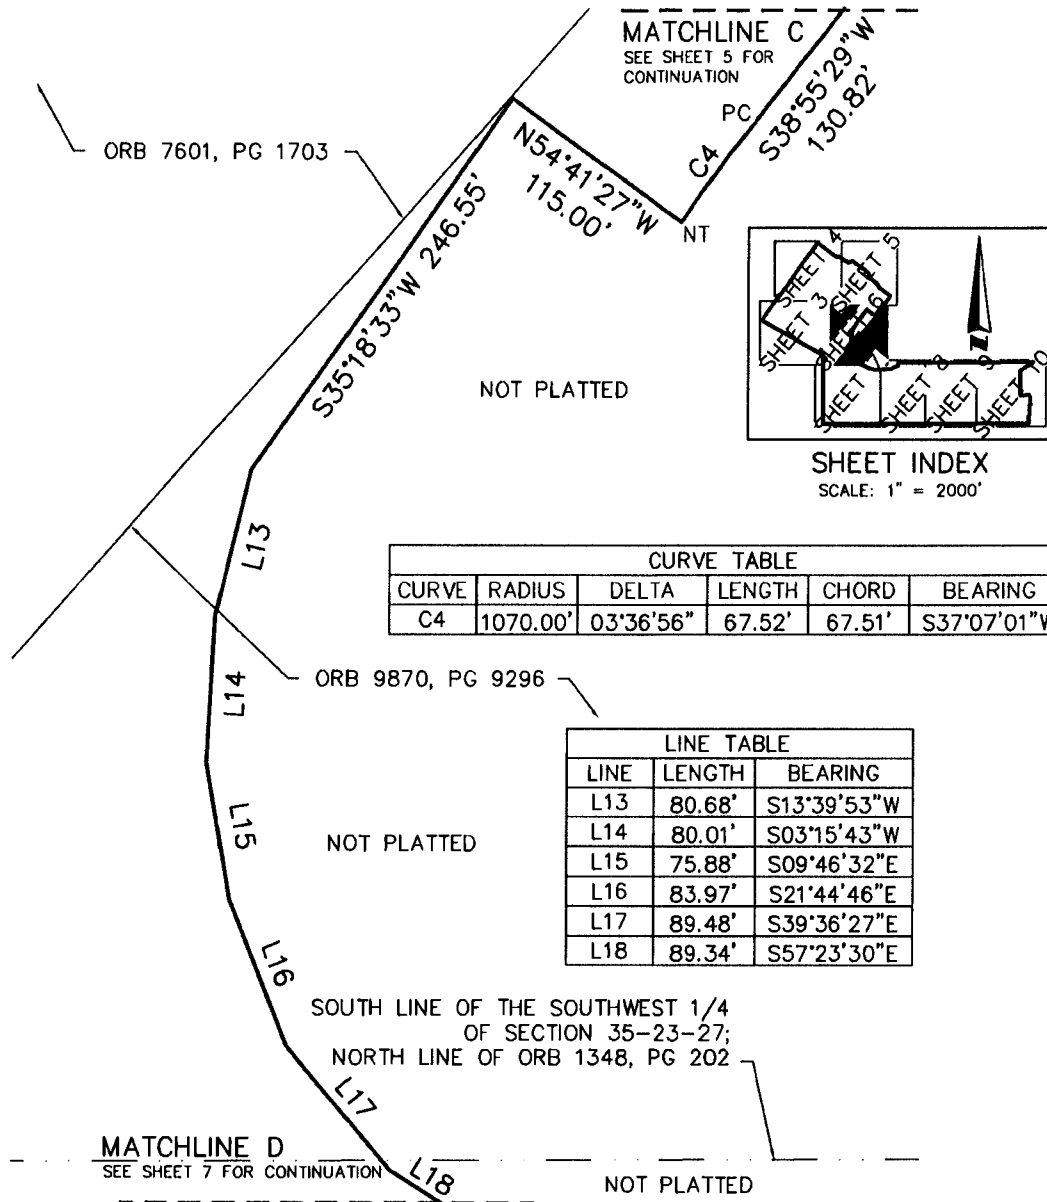 MATCHLINE C
SEE SHEET 5 FOR
CONTINUATION
S38°55'29"W
130.82'
PC
C4
ORB 7601, PG 1703
N54°41'27"W
115.00'
NT
S35°18'33"W 246.55'
SHEET 4
SHEET 5
SHEET 3
SHEET 6
SHEET
SHEET 8
SHEET 9
SHEET
NOT PLATTED
SHEET INDEX
SCALE: 1" = 2000'
L13
CURVE TABLE
CURVE RADIUS DELTA LENGTH CHORD BEARING
C4 1070.00' 03°36'56" 67.52' 67.51' S37°07'01"W
L14
ORB 9870, PG 9296
LINE TABLE
LINE LENGTH BEARING
L13 80.68' S13°39'53"W
L14 80.01' S03°15'43"W
L15 75.88' S09°46'32"E
L16 83.97' S21°44'46"E
L17 89.48' S39°36'27"E
L18 89.34' S57°23'30"E
L15
NOT PLATTED
L16
SOUTH LINE OF THE SOUTHWEST 1/4
OF SECTION 35-23-27;
NORTH LINE OF ORB 1348, PG 202
L17
MATCHLINE D
SEE SHEET 7 FOR CONTINUATION
L18
NOT PLATTED